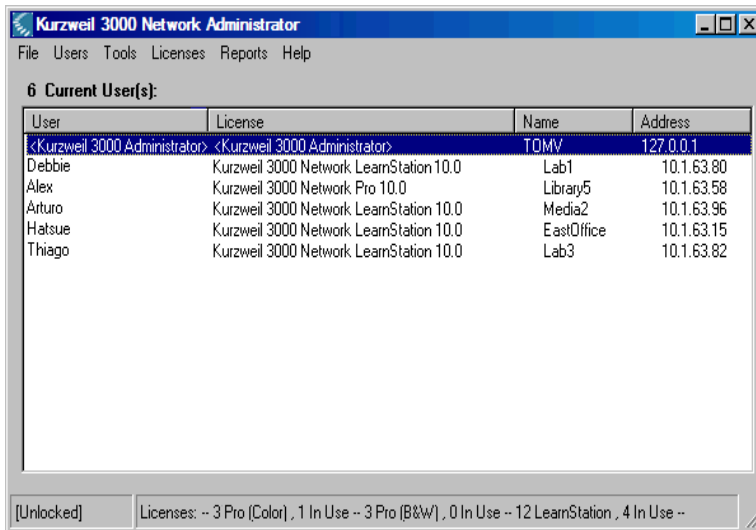 Kurzweil 3000 Network Administrator
File Users Tools Licenses Reports Help
6 Current User(s):
User License Name Address
<Kurzweil 3000 Administrator> <Kurzweil 3000 Administrator> TOMV 127.0.0.1
Debbie Kurzweil 3000 Network LearnStation 10.0 Lab1 10.1.63.80
Alex Kurzweil 3000 Network Pro 10.0 Library5 10.1.63.58
Arturo Kurzweil 3000 Network LearnStation 10.0 Media2 10.1.63.96
Hatsue Kurzweil 3000 Network LearnStation 10.0 EastOffice 10.1.63.15
Thiago Kurzweil 3000 Network LearnStation 10.0 Lab3 10.1.63.82
[Unlocked] Licenses: -- 3 Pro (Color) , 1 In Use -- 3 Pro (B&W) , 0 In Use -- 12 LearnStation , 4 In Use --